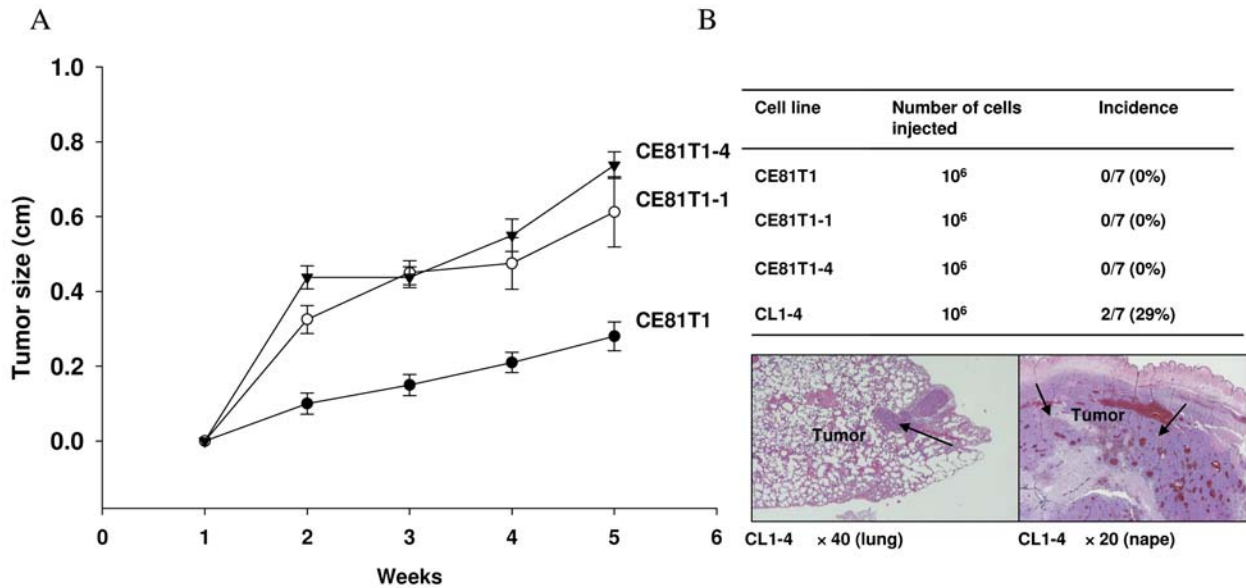 A
1.0
0.8
0.6
0.4
0.2
0.0
Tumor size (cm)
CE81T1-4
CE81T1-1
CE81T1
0 1 2 3 4 5 6
Weeks
B
Cell line Number of cells injected Incidence
CE81T1 10⁶ 0/7 (0%)
CE81T1-1 10⁶ 0/7 (0%)
CE81T1-4 10⁶ 0/7 (0%)
CL1-4 10⁶ 2/7 (29%)
Tumor
Tumor
CL1-4 × 40 (lung)
CL1-4 × 20 (nape)